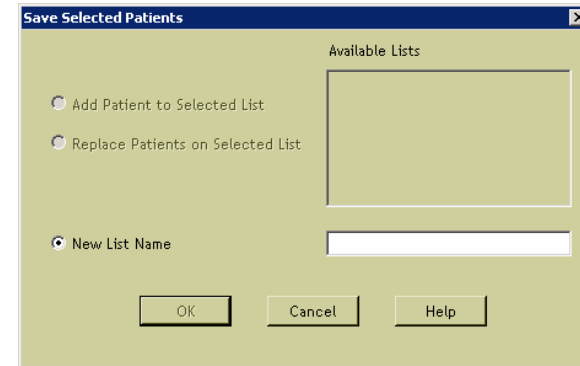 Save Selected Patients
Available Lists
Add Patient to Selected List
Replace Patients on Selected List
New List Name
OK Cancel Help